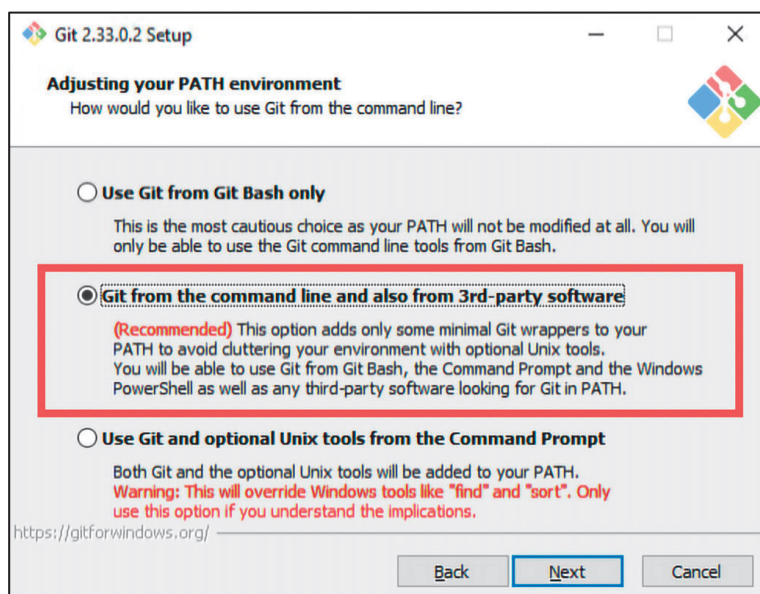 Git 2.33.0.2 Setup
Adjusting your PATH environment
How would you like to use Git from the command line?
Use Git from Git Bash only
This is the most cautious choice as your PATH will not be modified at all. You will
only be able to use the Git command line tools from Git Bash.
Git from the command line and also from 3rd-party software
(Recommended) This option adds only some minimal Git wrappers to your
PATH to avoid cluttering your environment with optional Unix tools.
You will be able to use Git from Git Bash, the Command Prompt and the Windows
PowerShell as well as any third-party software looking for Git in PATH.
Use Git and optional Unix tools from the Command Prompt
Both Git and the optional Unix tools will be added to your PATH.
Warning: This will override Windows tools like "find" and "sort". Only
use this option if you understand the implications.
https://gitforwindows.org/
Back Next Cancel